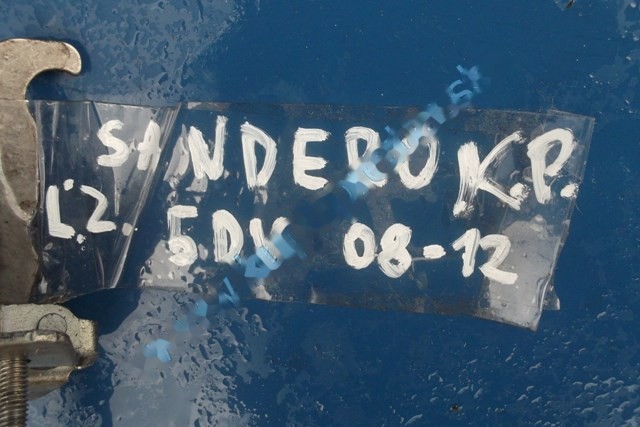 SANDERO K.P.
L.Z. 5DV 08-12